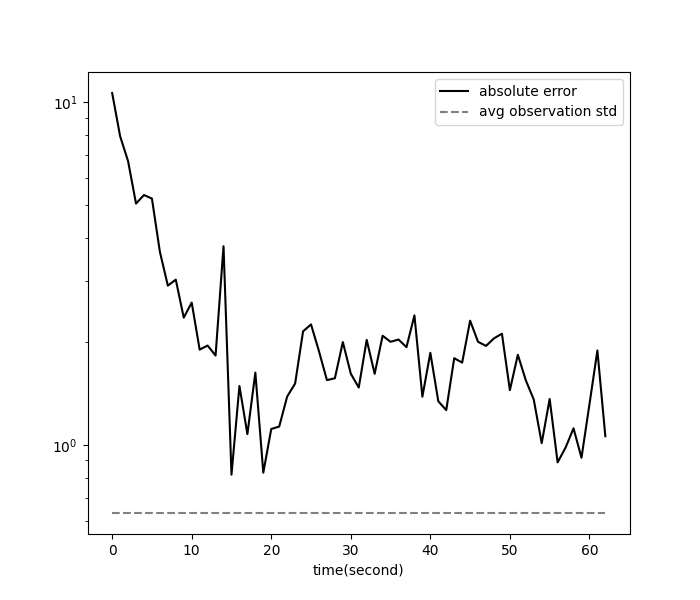 absolute error
avg observation std
10¹
10⁰
0 10 20 30 40 50 60
time(second)